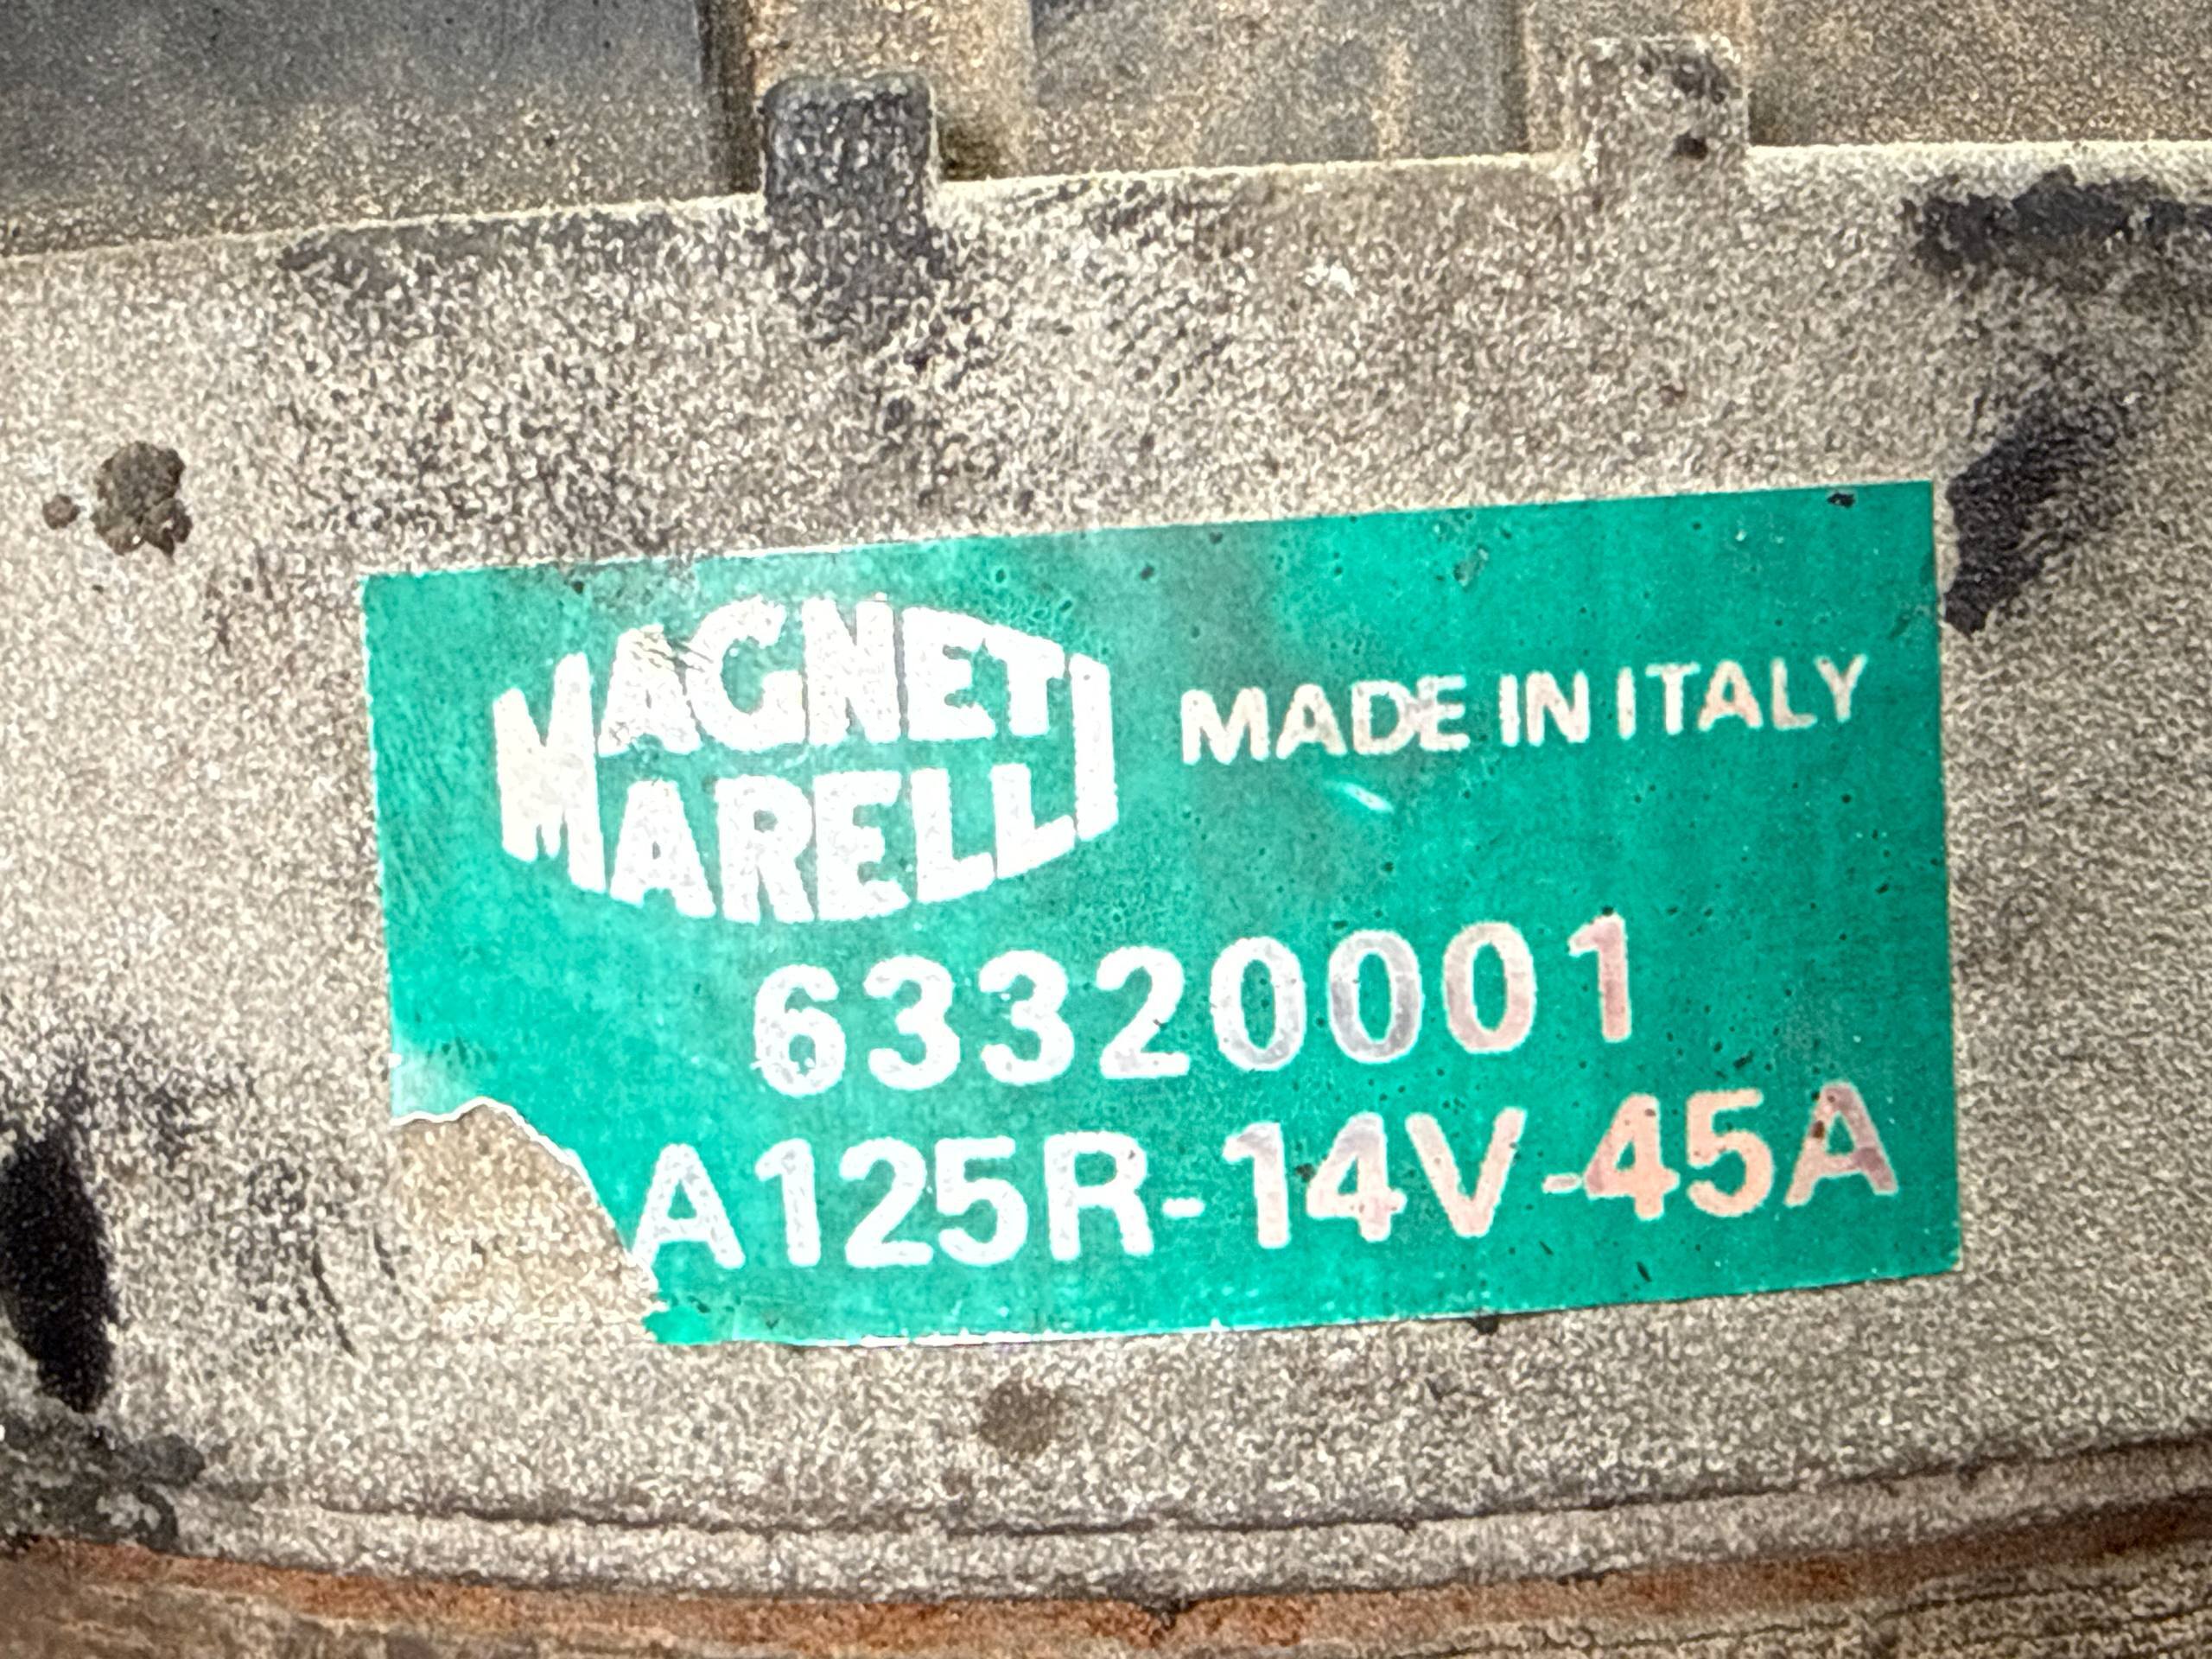 MAGNETI
MARELLI
MADE IN ITALY
63320001
A125R-14V-45A